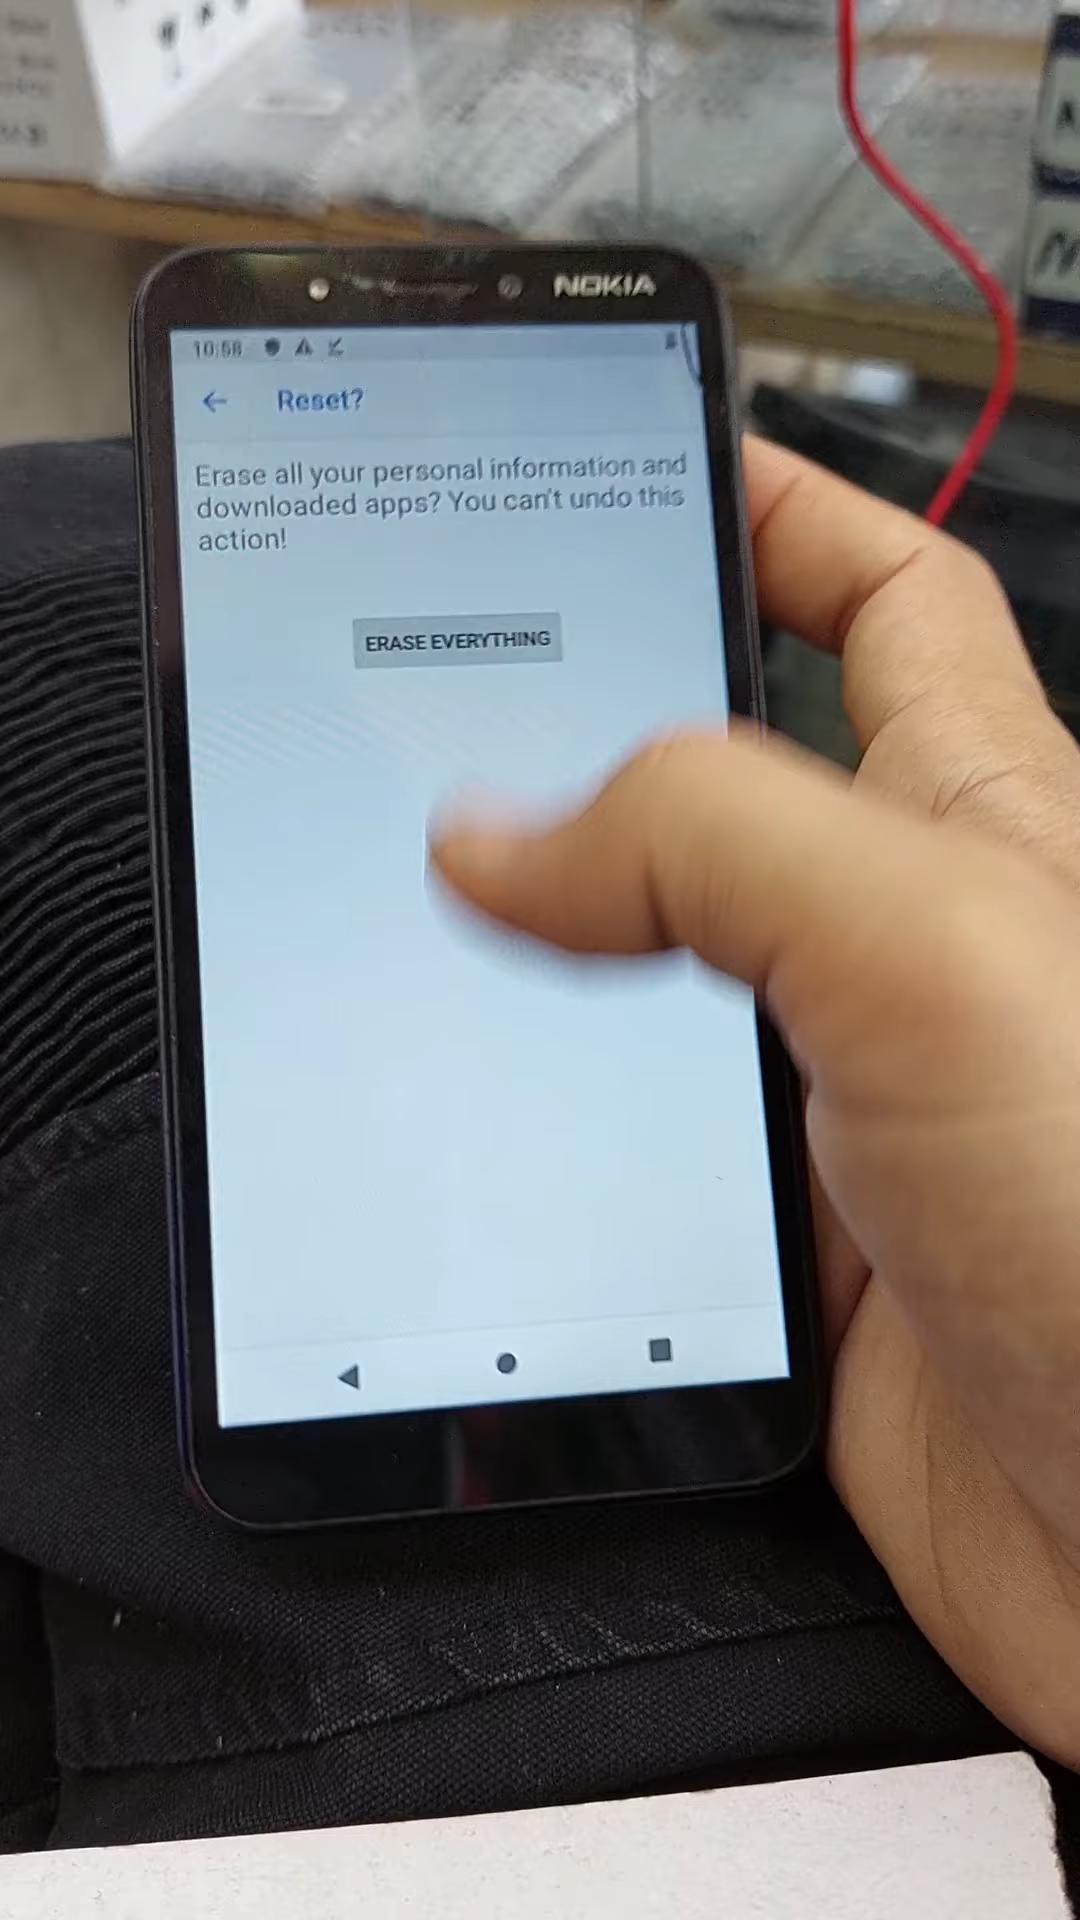 NOKIA
10:58
Reset?
Erase all your personal information and
downloaded apps? You can't undo this
action!
ERASE EVERYTHING